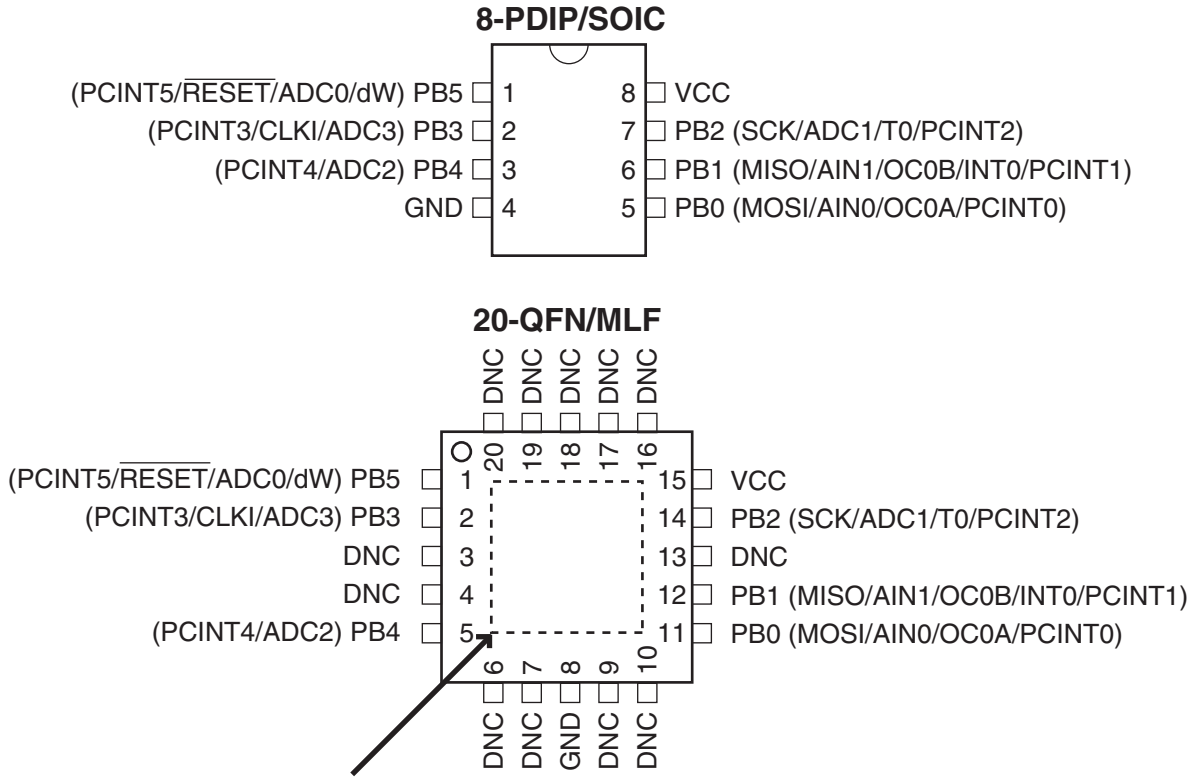 8-PDIP/SOIC
(PCINT5/RESET/ADC0/dW) PB5 1 8 VCC
(PCINT3/CLKI/ADC3) PB3 2 7 PB2 (SCK/ADC1/T0/PCINT2)
(PCINT4/ADC2) PB4 3 6 PB1 (MISO/AIN1/OC0B/INT0/PCINT1)
GND 4 5 PB0 (MOSI/AIN0/OC0A/PCINT0)
20-QFN/MLF
DNC DNC DNC DNC DNC
20 19 18 17 16
(PCINT5/RESET/ADC0/dW) PB5 1 15 VCC
(PCINT3/CLKI/ADC3) PB3 2 14 PB2 (SCK/ADC1/T0/PCINT2)
DNC 3 13 DNC
DNC 4 12 PB1 (MISO/AIN1/OC0B/INT0/PCINT1)
(PCINT4/ADC2) PB4 5 11 PB0 (MOSI/AIN0/OC0A/PCINT0)
6 7 8 9 10
DNC DNC GND DNC DNC